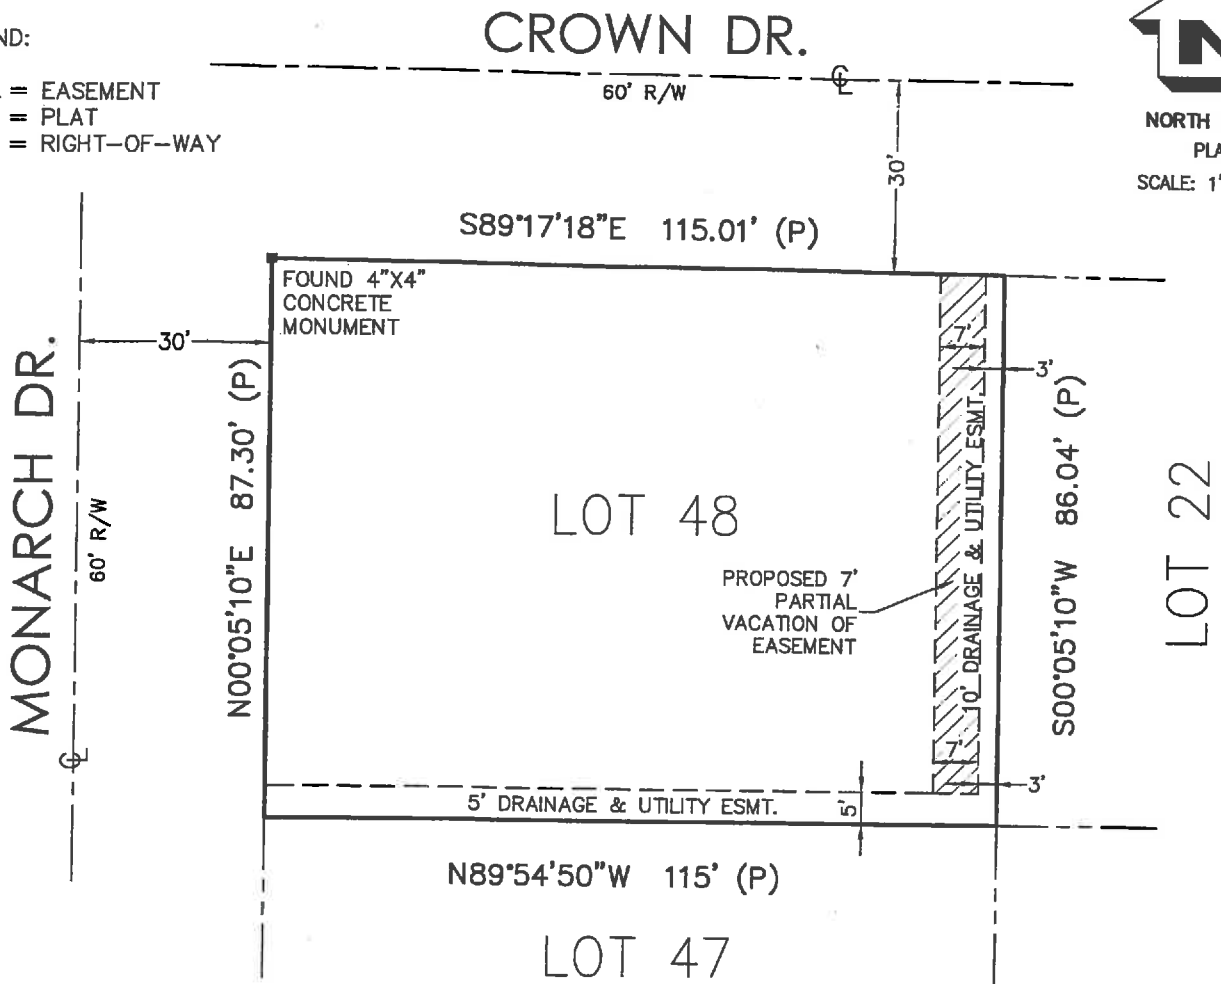 CROWN DR.
60' R/W
ND:
= EASEMENT
= PLAT
= RIGHT-OF-WAY
N
NORTH
SCALE: 1"
30'
S89°17'18"E 115.01' (P)
FOUND 4"X4"
CONCRETE
MONUMENT
30'
MONARCH DR.
60' R/W
N00°05'10"E 87.30' (P)
LOT 48
7'
3'
10' DRAINAGE & UTILITY ESMT.
PROPOSED 7'
PARTIAL
VACATION OF
EASEMENT
S00°05'10"W 86.04' (P)
LOT 22
7'
3'
5' DRAINAGE & UTILITY ESMT.
5'
N89°54'50"W 115' (P)
LOT 47